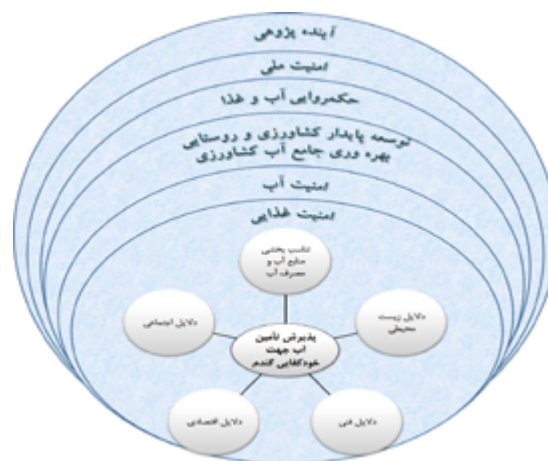 آینده پژوهی
امنیت ملی
حکمروایی آب و غذا
توسعه پایدار کشاورزی و روستایی
بهره وری جامع آب کشاورزی
امنیت آب
امنیت غذایی
تناسب بخشی
منابع آب و
مصرف آب
دلایل زیست
محیطی
دلایل اجتماعی
پذیرش تأمین
آب جهت
خودکفایی گندم
دلایل فنی
دلایل اقتصادی